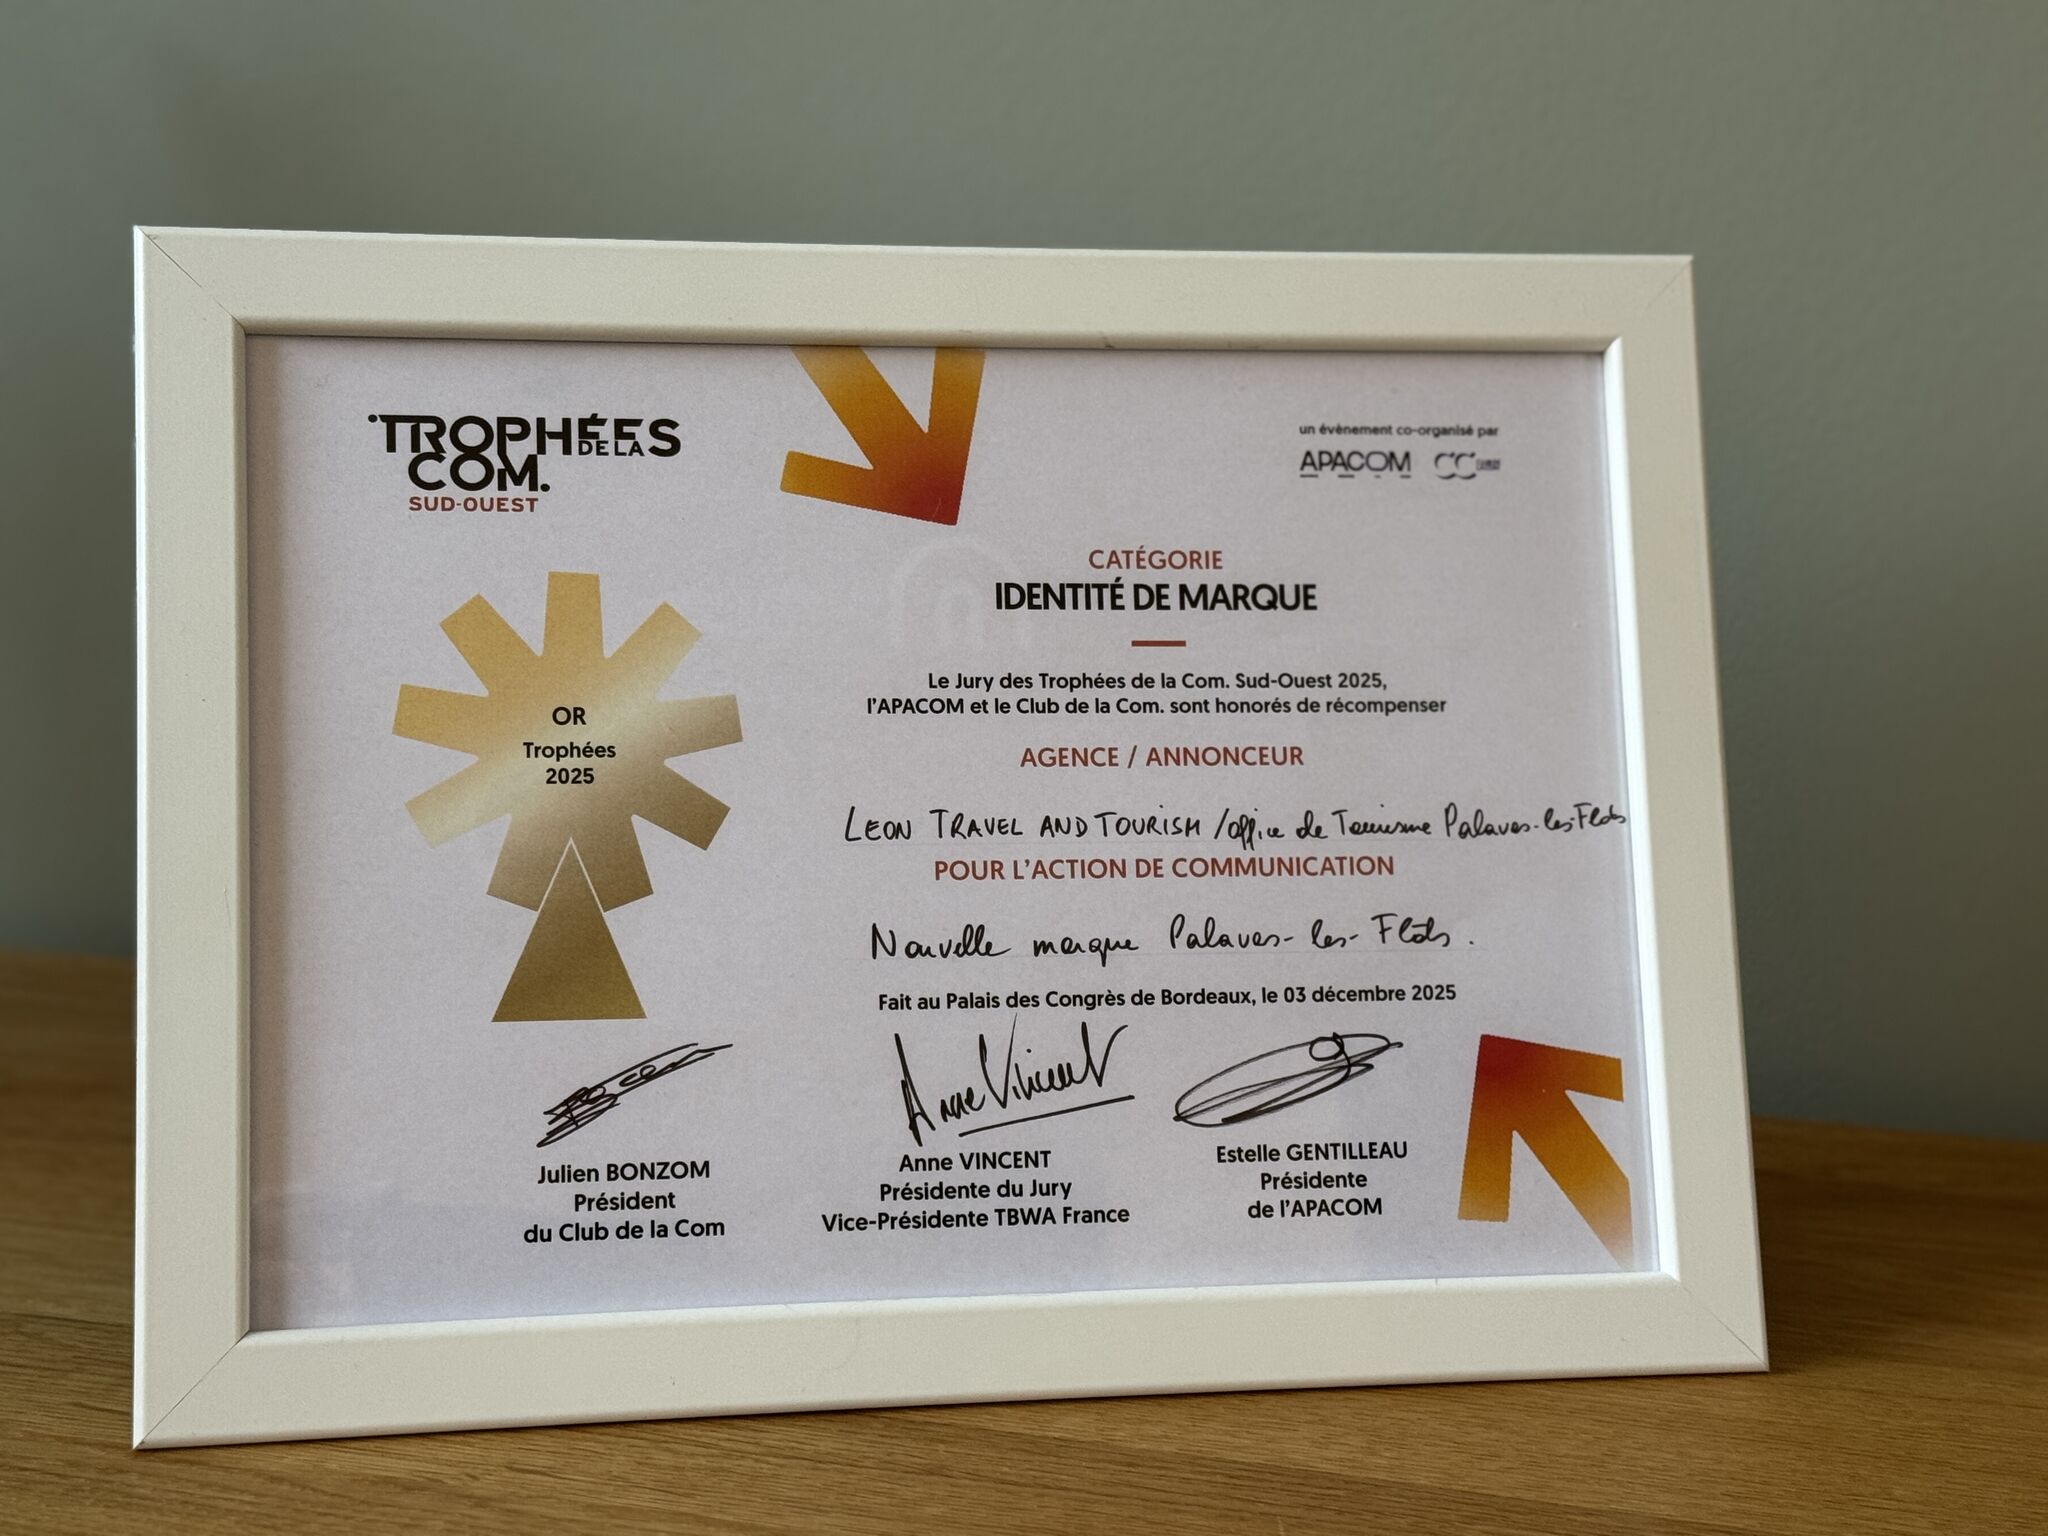 TROPHÉES
DE LA
COM.
SUD-OUEST
un évènement co-organisé par
APACOM CC
CATÉGORIE
IDENTITÉ DE MARQUE
OR
Trophées
2025
Le Jury des Trophées de la Com. Sud-Ouest 2025,
l'APACOM et le Club de la Com. sont honorés de récompenser
AGENCE / ANNONCEUR
LEON TRAVEL AND TOURISM / office de Tourisme Palavas-les-Flots
POUR L'ACTION DE COMMUNICATION
Nouvelle marque Palavas-les-Flots.
Fait au Palais des Congrès de Bordeaux, le 03 décembre 2025
Anne Vincent
Julien BONZOM
Président
du Club de la Com
Anne VINCENT
Présidente du Jury
Vice-Présidente TBWA France
Estelle GENTILLEAU
Présidente
de l'APACOM